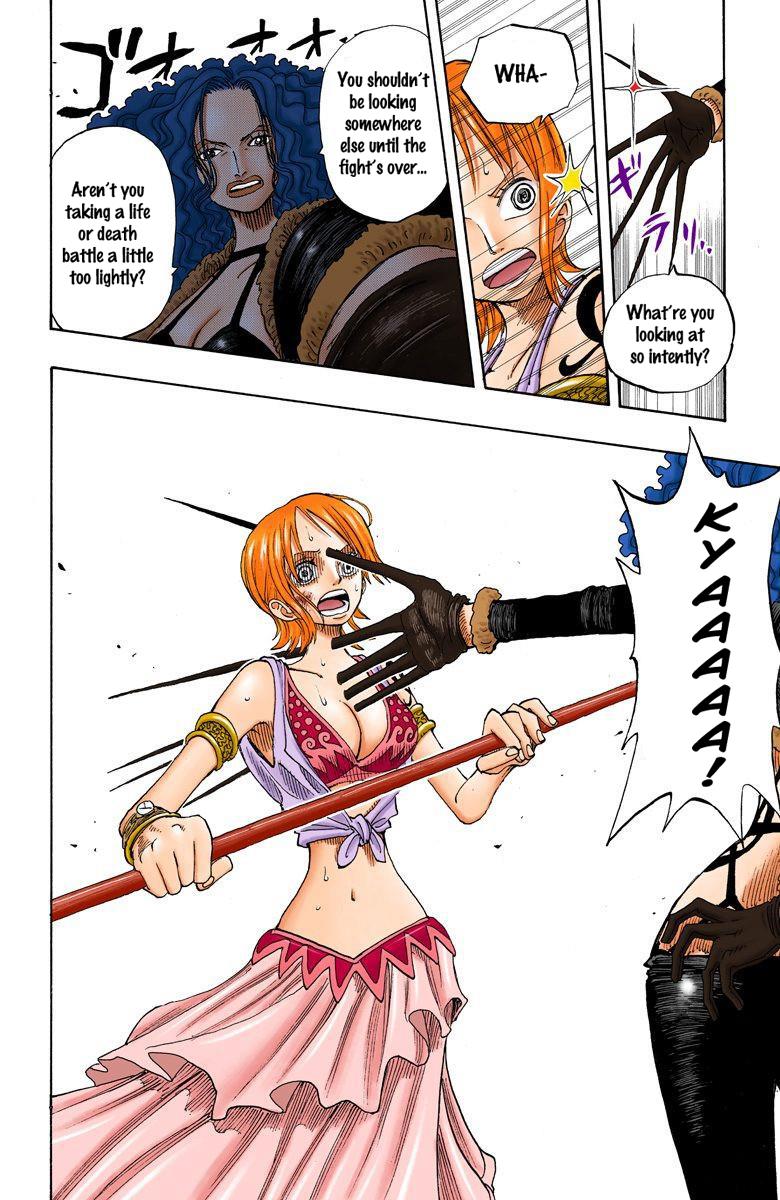 ギ
ラリ..
What're you
looking at
so intently?
WHA-
ゴオオオ
You shouldn't
be looking
somewhere
else until the
fight's over...
Aren't you
taking a life
or death
battle a little
too lightly?
KYAAAAAA!